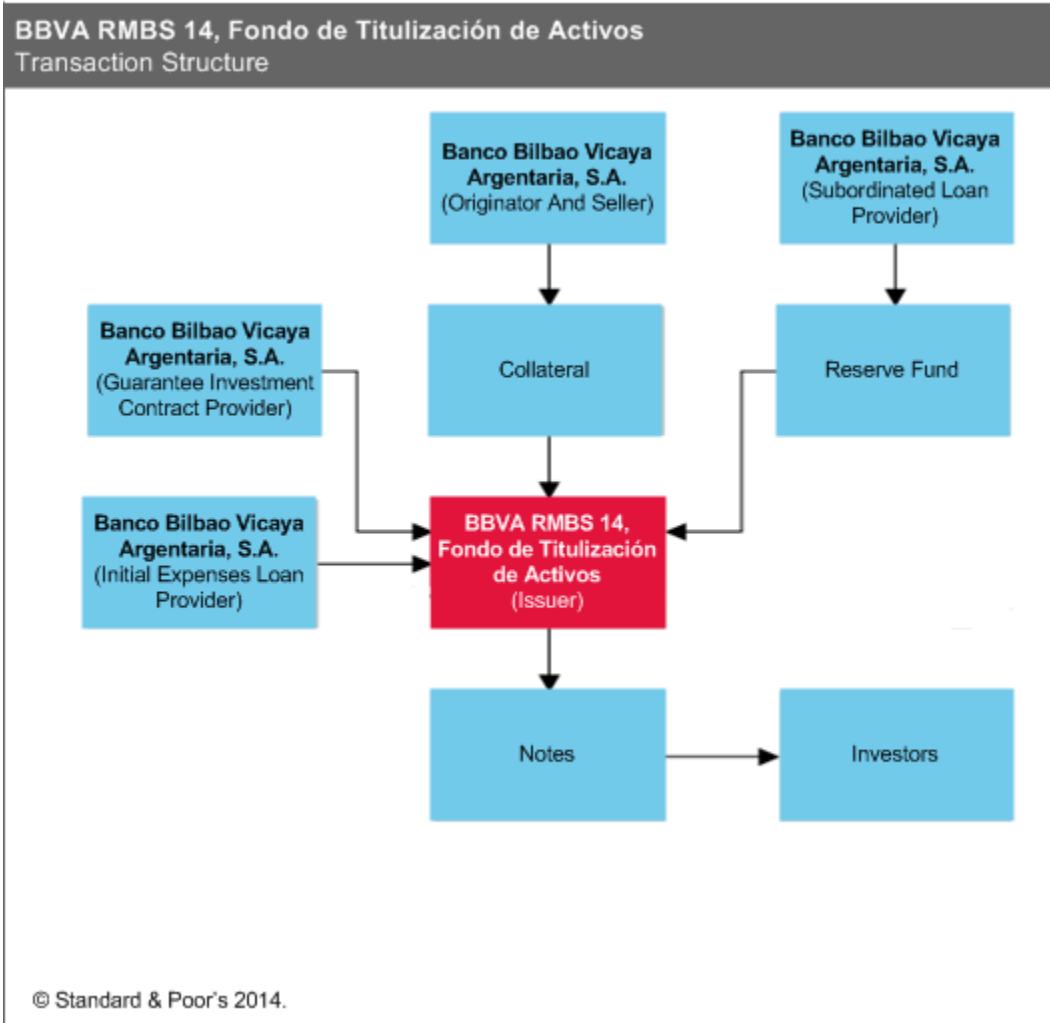 BBVA RMBS 14, Fondo de Titulización de Activos
Transaction Structure
Banco Bilbao Vicaya
Argentaria, S.A.
(Originator And Seller)
Banco Bilbao Vicaya
Argentaria, S.A.
(Subordinated Loan
Provider)
Banco Bilbao Vicaya
Argentaria, S.A.
(Guarantee Investment
Contract Provider)
Collateral
Reserve Fund
Banco Bilbao Vicaya
Argentaria, S.A.
(Initial Expenses Loan
Provider)
BBVA RMBS 14,
Fondo de Titulización
de Activos
(Issuer)
Notes
Investors
© Standard & Poor's 2014.